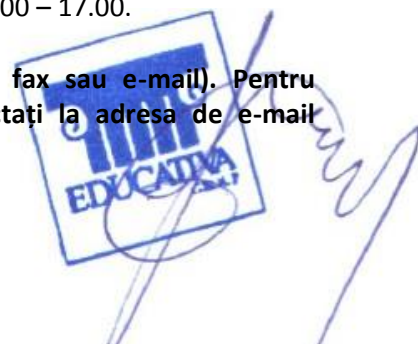 00 – 17.00.
fax sau e-mail). Pentru
tați la adresa de e-mail
EDUCATIVA